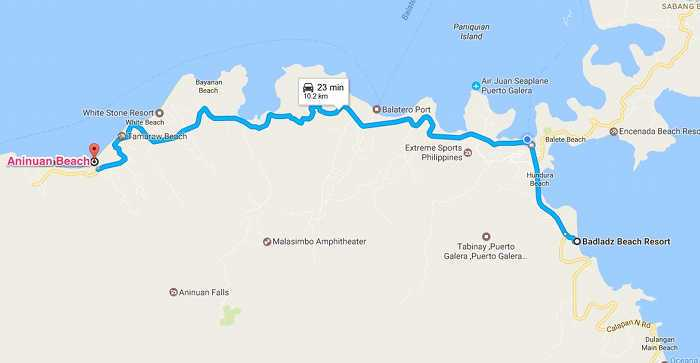 SABANG B
Paniquian
Island
Balate
Bayanan
Beach
23 min
10.2 km
Air Juan Seaplane
Puerto Galera
White Stone Resort
White Beach
Balatero Port
Tamaraw Beach
Aninuan Beach
Extreme Sports
Philippines
Balete Beach
Encenada Beach Resort
Hundura
Beach
Malasimbo Amphitheater
Tabinay ,Puerto
Galera ,Puerto Galera...
Badladz Beach Resort
Aninuan Falls
Calapan N Rd
Dulangan
Main Beach
Oceana